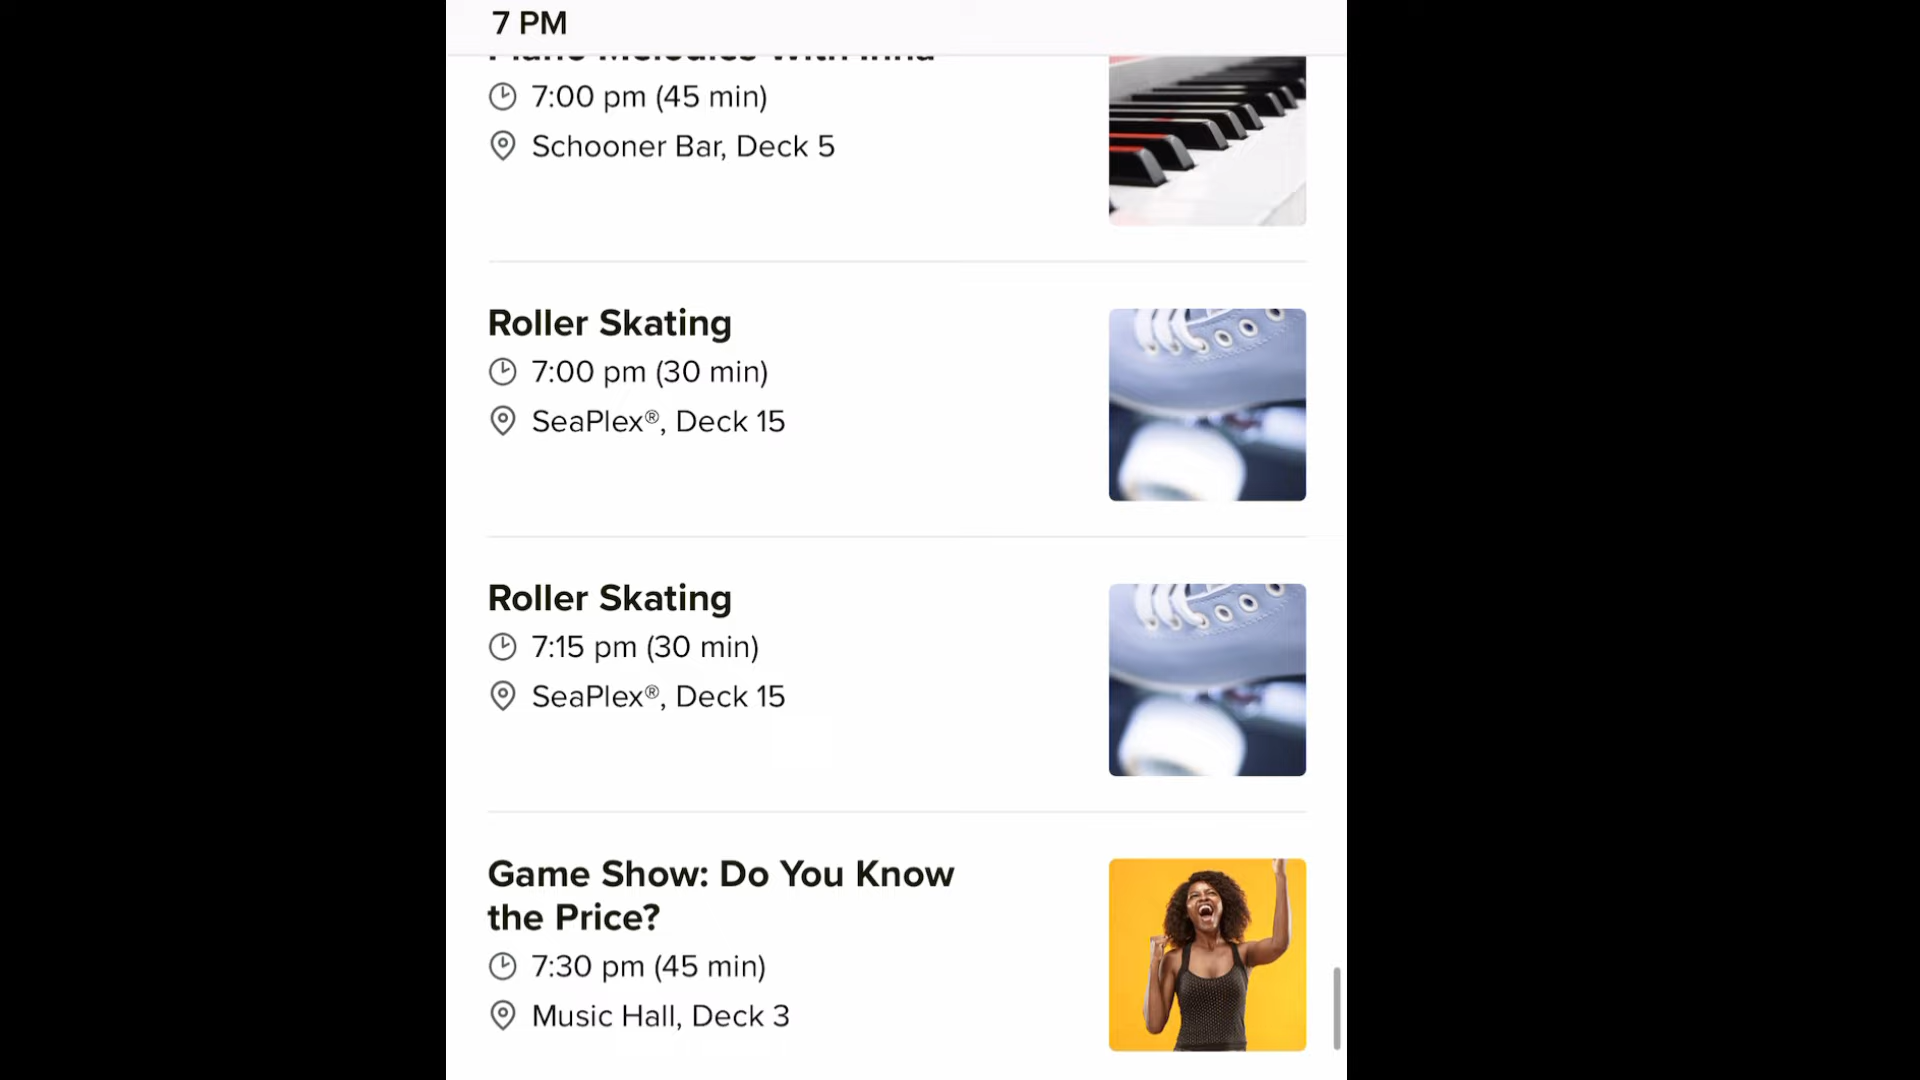 7 PM
Piano Melodies with Inna
7:00 pm (45 min)
Schooner Bar, Deck 5
Roller Skating
7:00 pm (30 min)
SeaPlex®, Deck 15
Roller Skating
7:15 pm (30 min)
SeaPlex®, Deck 15
Game Show: Do You Know
the Price?
7:30 pm (45 min)
Music Hall, Deck 3